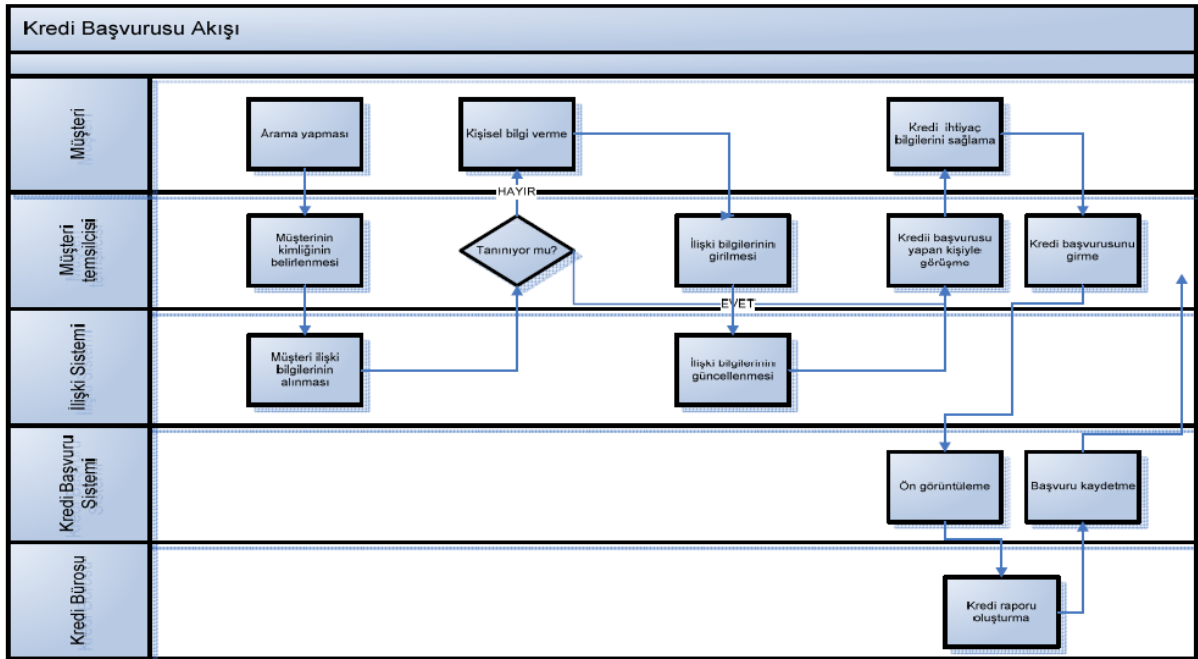 Kredi Başvurusu Akışı
Müşteri
Arama yapması
Kişisel bilgi verme
Kredi ihtiyaç
bilgilerini sağlama
HAYIR
Müşteri
temsilcisi
Müşterinin
kimliğinin
belirlenmesi
Tanınıyor mu?
İlişki bilgilerinin
girilmesi
Kredii başvurusu
yapan kişiyle
görüşme
Kredi başvurusunu
girme
EVET
İlişki Sistemi
Müşteri ilişki
bilgilerinin
alınması
İlişki bilgilerinin
güncellenmesi
Kredi Başvuru
Sistemi
Ön görüntüleme
Başvuru kaydetme
Kredi Bürosu
Kredi raporu
oluşturma